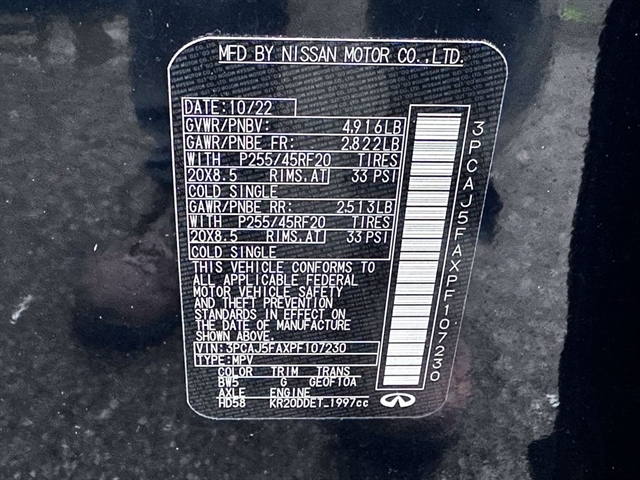 MFD BY NISSAN MOTOR CO.,LTD.
DATE:10/22
GVWR/PNBV: 4,916LB
GAWR/PNBE FR: 2,822LB
WITH P255/45RF20 TIRES
20X8.5 RIMS.AT 33 PSI
COLD SINGLE
GAWR/PNBE RR: 2,513LB
WITH P255/45RF20 TIRES
20X8.5 RIMS.AT 33 PSI
COLD SINGLE
THIS VEHICLE CONFORMS TO
ALL APPLICABLE FEDERAL
MOTOR VEHICLE SAFETY
AND THEFT PREVENTION
STANDARDS IN EFFECT ON
THE DATE OF MANUFACTURE
SHOWN ABOVE.
VIN:3PCAJ5FAXPF107230
TYPE:MPV
COLOR TRIM TRANS
BW5 G GE0F10A
AXLE ENGINE
HD58 KR20DDET_1997cc
3PCAJ5FAXPF107230